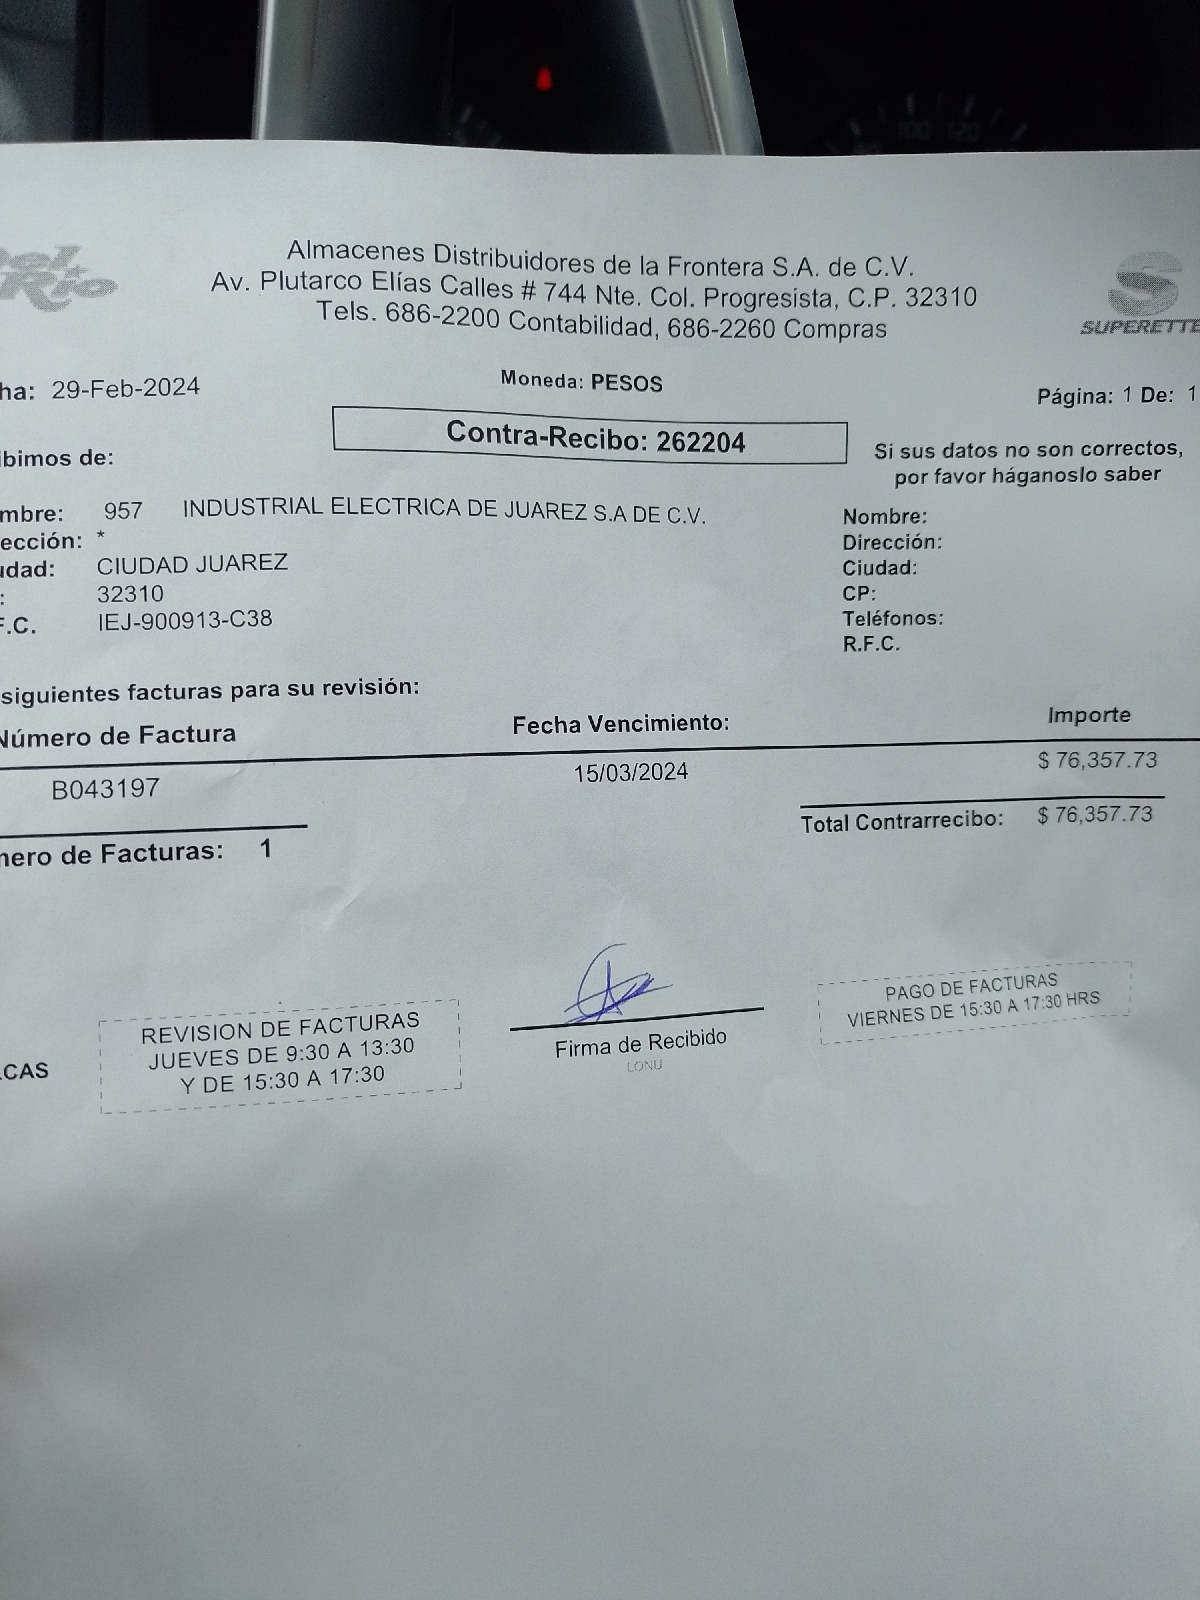 Del Rio
SUPERETTE
Almacenes Distribuidores de la Frontera S.A. de C.V.
Av. Plutarco Elías Calles # 744 Nte. Col. Progresista, C.P. 32310
Tels. 686-2200 Contabilidad, 686-2260 Compras
ha: 29-Feb-2024
Moneda: PESOS
Página: 1 De: 1
Contra-Recibo: 262204
ibimos de:
Si sus datos no son correctos,
por favor háganoslo saber
mbre: 957 INDUSTRIAL ELECTRICA DE JUAREZ S.A DE C.V.
ección: *
udad: CIUDAD JUAREZ
: 32310
F.C. IEJ-900913-C38
Nombre:
Dirección:
Ciudad:
CP:
Teléfonos:
R.F.C.
siguientes facturas para su revisión:
Número de Factura Fecha Vencimiento: Importe
B043197 15/03/2024 $ 76,357.73
Total Contrarrecibo: $ 76,357.73
mero de Facturas: 1
CAS
REVISION DE FACTURAS
JUEVES DE 9:30 A 13:30
Y DE 15:30 A 17:30
Firma de Recibido
LONU
PAGO DE FACTURAS
VIERNES DE 15:30 A 17:30 HRS
100 120